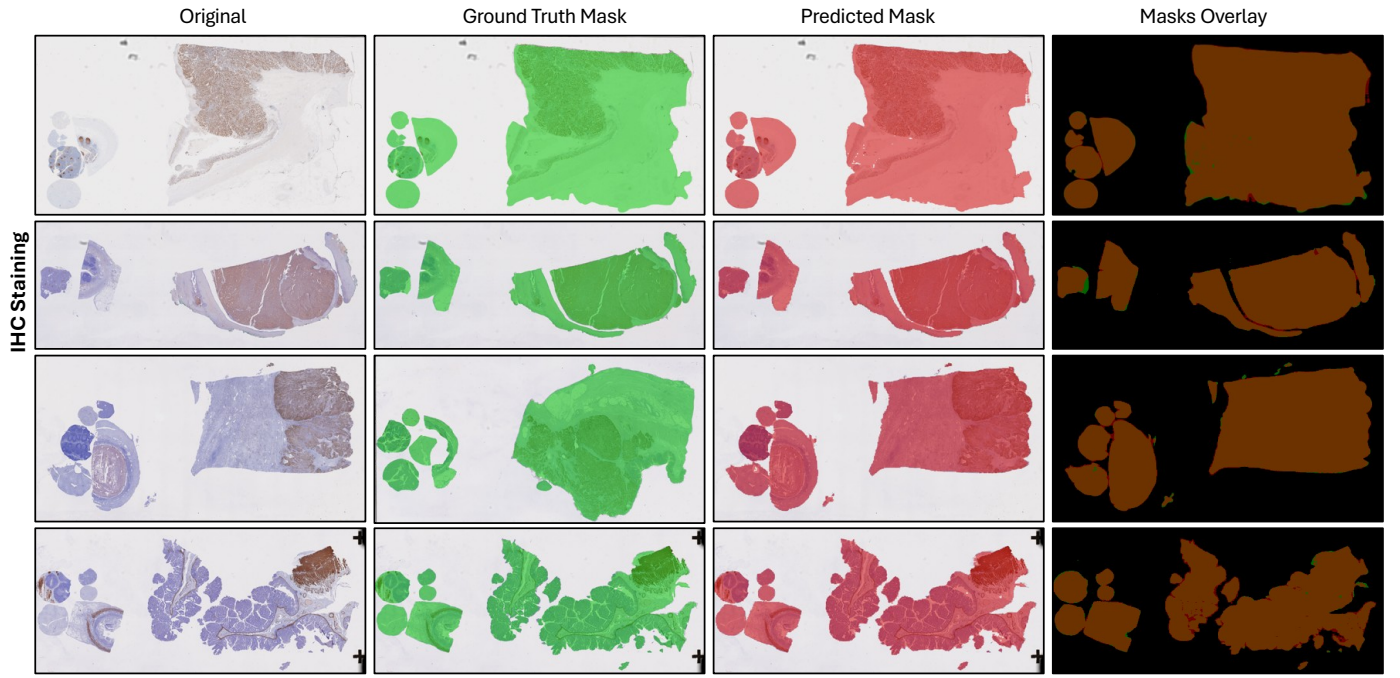 Original
Ground Truth Mask
Predicted Mask
Masks Overlay
IHC Staining